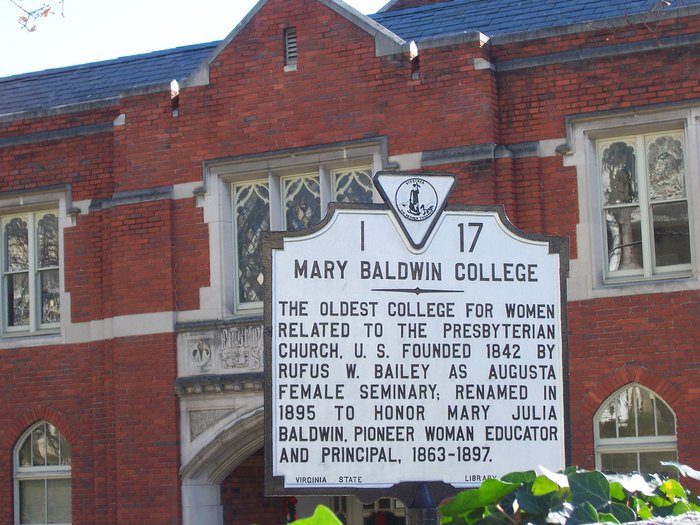 I 17
MARY BALDWIN COLLEGE
THE OLDEST COLLEGE FOR WOMEN
RELATED TO THE PRESBYTERIAN
CHURCH, U. S. FOUNDED 1842 BY
RUFUS W. BAILEY AS AUGUSTA
FEMALE SEMINARY; RENAMED IN
1895 TO HONOR MARY JULIA
BALDWIN, PIONEER WOMAN EDUCATOR
AND PRINCIPAL, 1863-1897.
VIRGINIA STATE LIBRARY